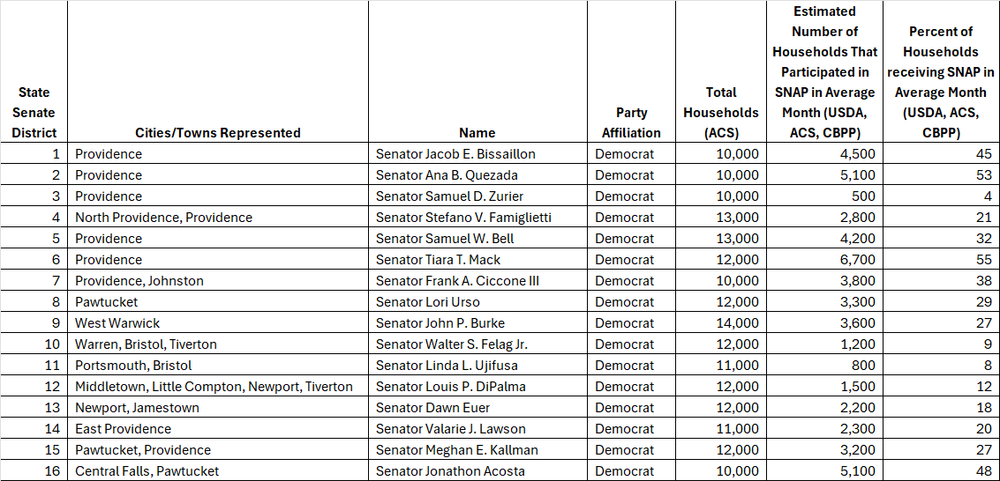 State Senate District | Cities/Towns Represented | Name | Party Affiliation | Total Households (ACS) | Estimated Number of Households That Participated in SNAP in Average Month (USDA, ACS, CBPP) | Percent of Households receiving SNAP in Average Month (USDA, ACS, CBPP)
1 | Providence | Senator Jacob E. Bissaillon | Democrat | 10,000 | 4,500 | 45
2 | Providence | Senator Ana B. Quezada | Democrat | 10,000 | 5,100 | 53
3 | Providence | Senator Samuel D. Zurier | Democrat | 10,000 | 500 | 4
4 | North Providence, Providence | Senator Stefano V. Famiglietti | Democrat | 13,000 | 2,800 | 21
5 | Providence | Senator Samuel W. Bell | Democrat | 13,000 | 4,200 | 32
6 | Providence | Senator Tiara T. Mack | Democrat | 12,000 | 6,700 | 55
7 | Providence, Johnston | Senator Frank A. Ciccone III | Democrat | 10,000 | 3,800 | 38
8 | Pawtucket | Senator Lori Urso | Democrat | 12,000 | 3,300 | 29
9 | West Warwick | Senator John P. Burke | Democrat | 14,000 | 3,600 | 27
10 | Warren, Bristol, Tiverton | Senator Walter S. Felag Jr. | Democrat | 12,000 | 1,200 | 9
11 | Portsmouth, Bristol | Senator Linda L. Ujifusa | Democrat | 11,000 | 800 | 8
12 | Middletown, Little Compton, Newport, Tiverton | Senator Louis P. DiPalma | Democrat | 12,000 | 1,500 | 12
13 | Newport, Jamestown | Senator Dawn Euer | Democrat | 12,000 | 2,200 | 18
14 | East Providence | Senator Valarie J. Lawson | Democrat | 11,000 | 2,300 | 20
15 | Pawtucket, Providence | Senator Meghan E. Kallman | Democrat | 12,000 | 3,200 | 27
16 | Central Falls, Pawtucket | Senator Jonathon Acosta | Democrat | 10,000 | 5,100 | 48